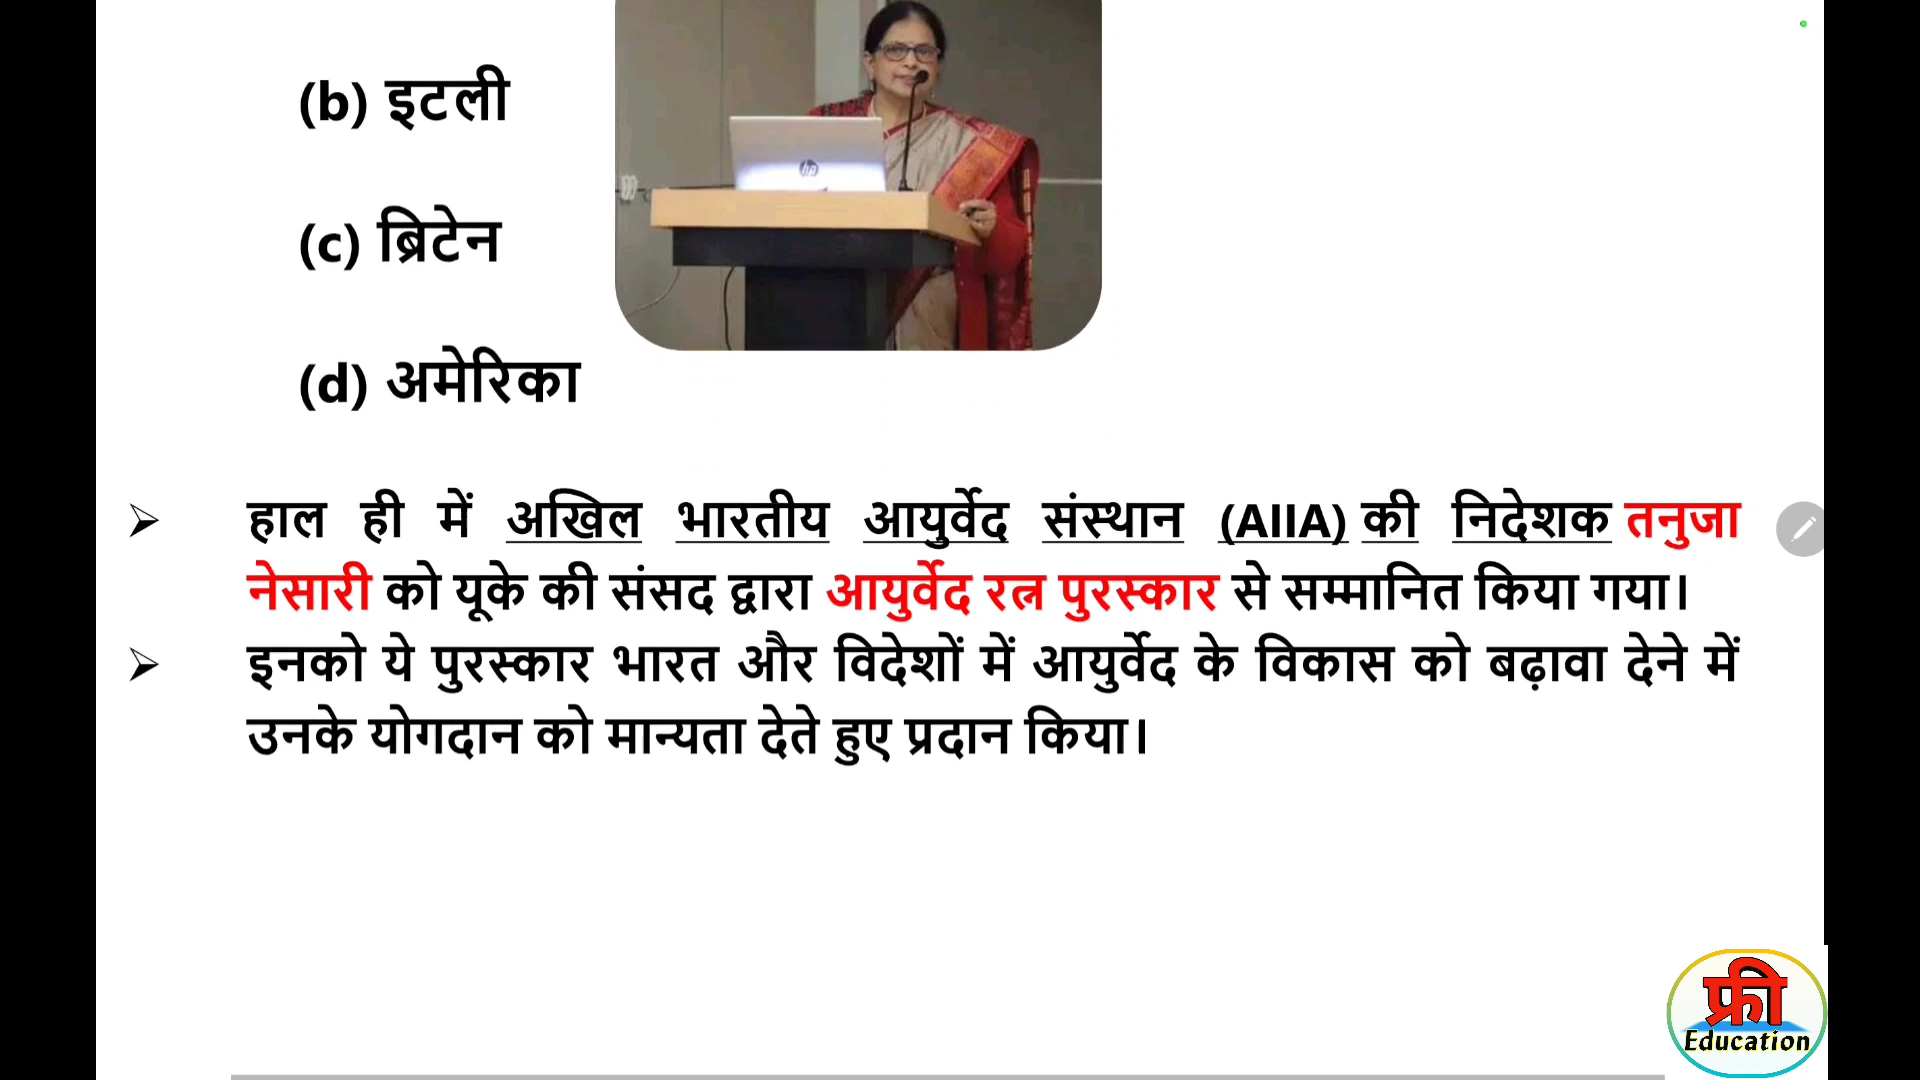 (b) इटली
hp
(c) ब्रिटेन
(d) अमेरिका
➢ हाल ही में अखिल भारतीय आयुर्वेद संस्थान (AIIA) की निदेशक तनुजा
नेसारी को यूके की संसद द्वारा आयुर्वेद रत्न पुरस्कार से सम्मानित किया गया।
➢ इनको ये पुरस्कार भारत और विदेशों में आयुर्वेद के विकास को बढ़ावा देने में
उनके योगदान को मान्यता देते हुए प्रदान किया।
फ्री
Education